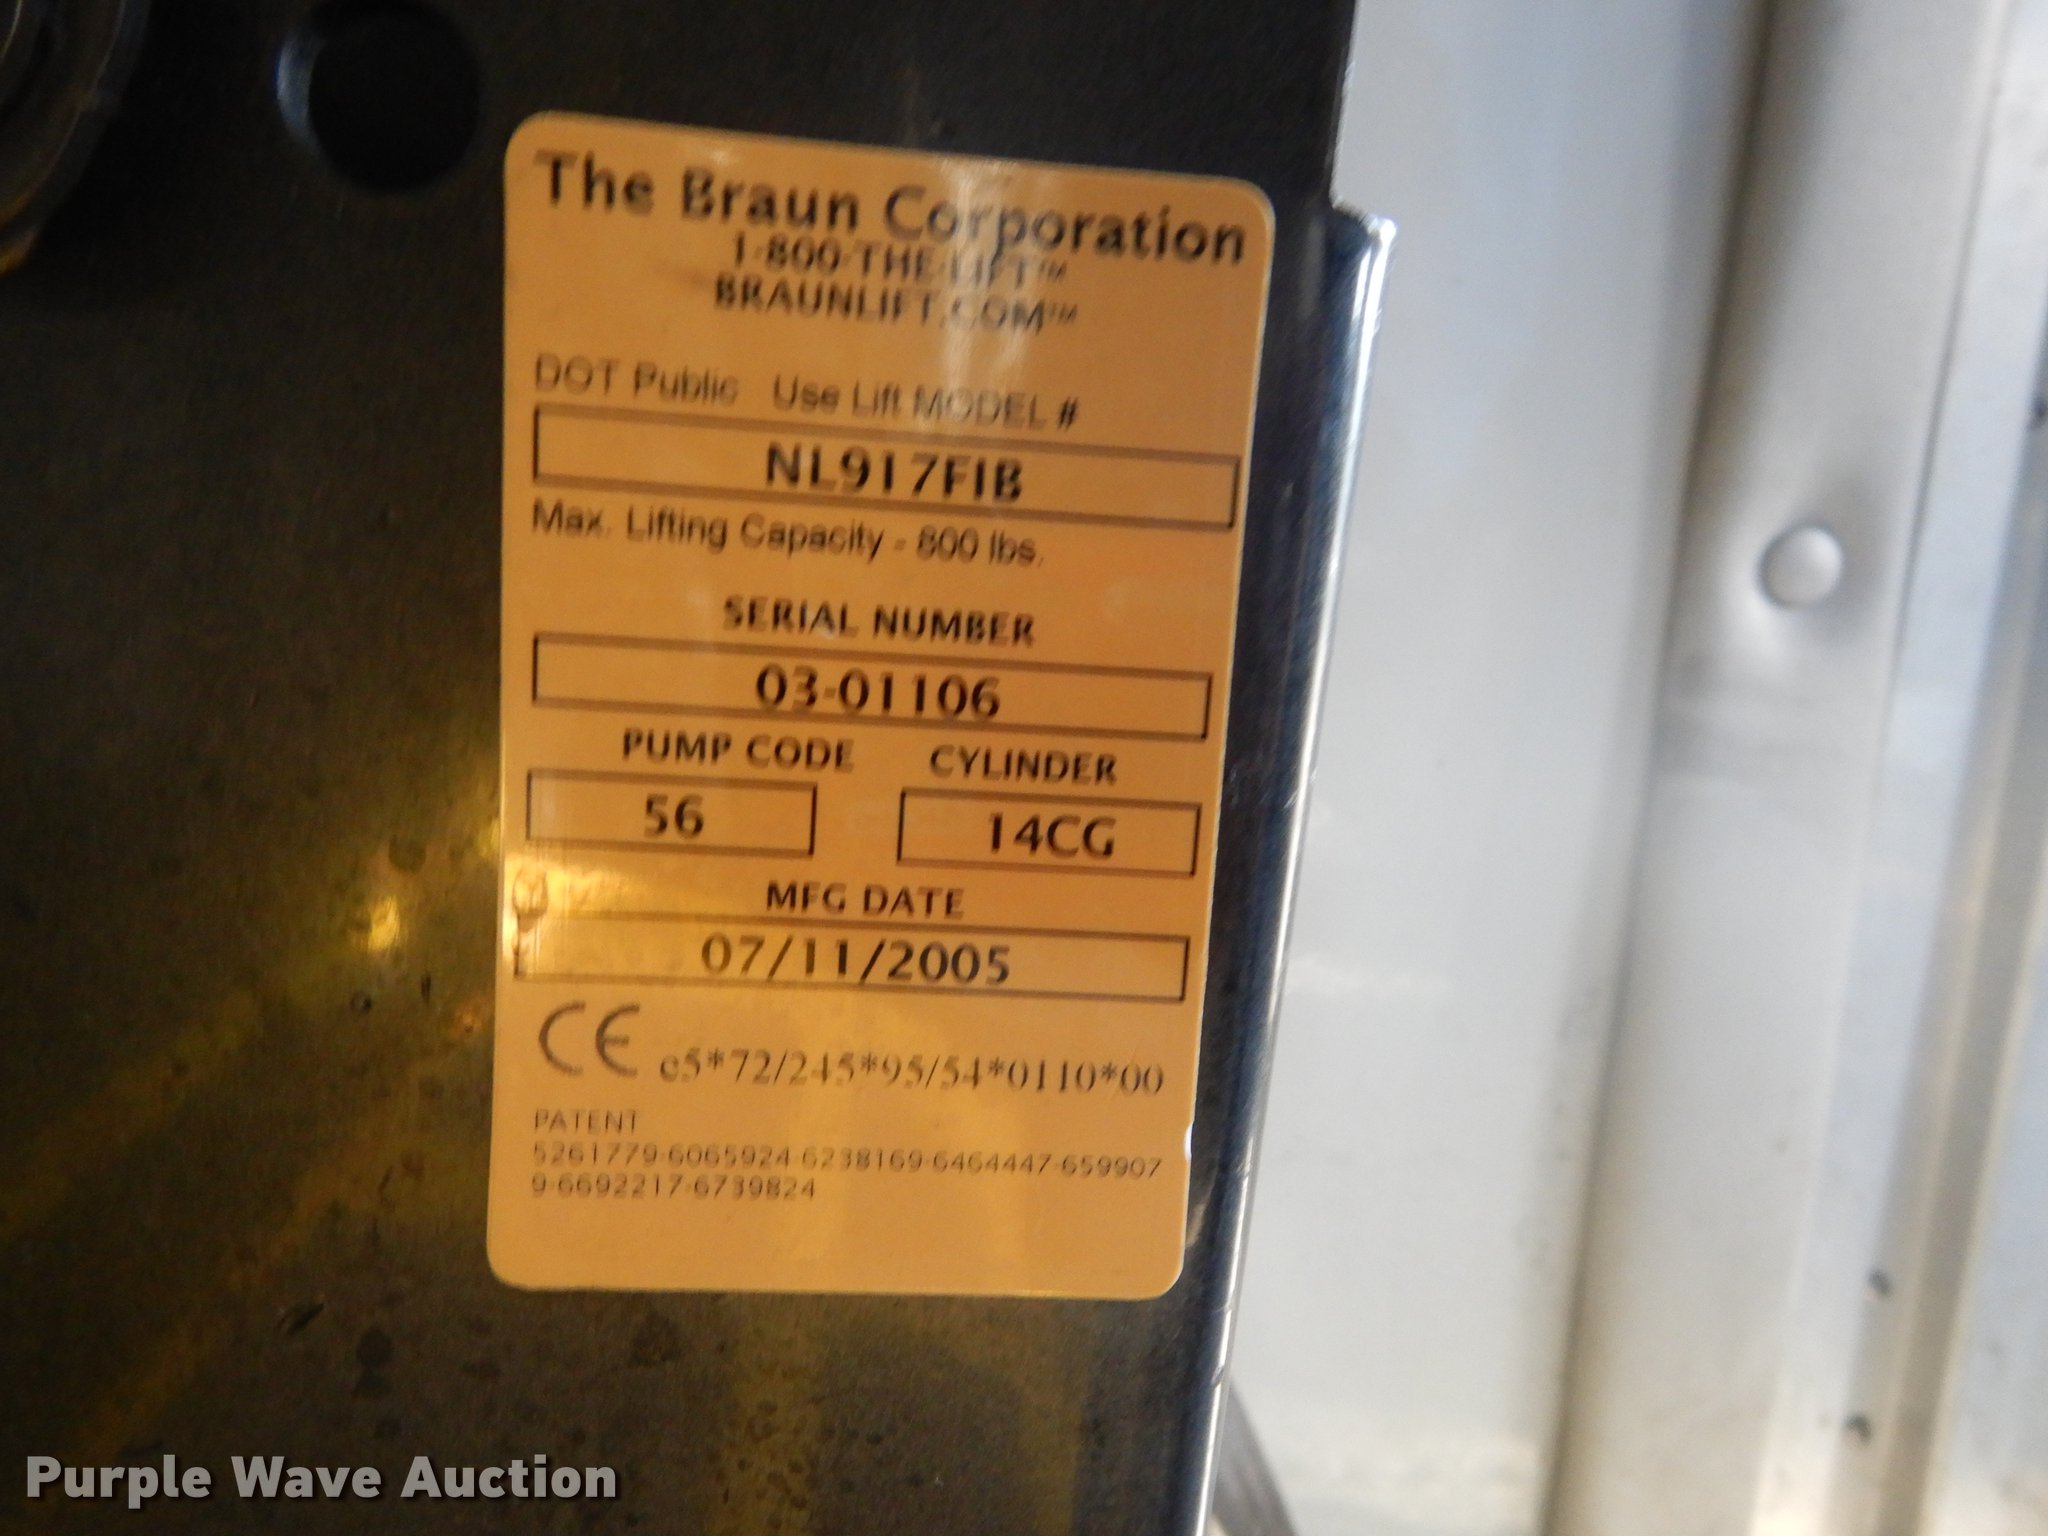 The Braun Corporation
1-800-THE-LIFT™
BRAUNLIFT.COM™
DOT Public Use Lift MODEL #
NL917FIB
Max. Lifting Capacity - 800 lbs.
SERIAL NUMBER
03-01106
PUMP CODE CYLINDER
56 14CG
MFG DATE
07/11/2005
CE e5*72/245*95/54*0110*00
PATENT
5261779-6065924-6238169-6464447-659907
9-6692217-6739824
Purple Wave Auction